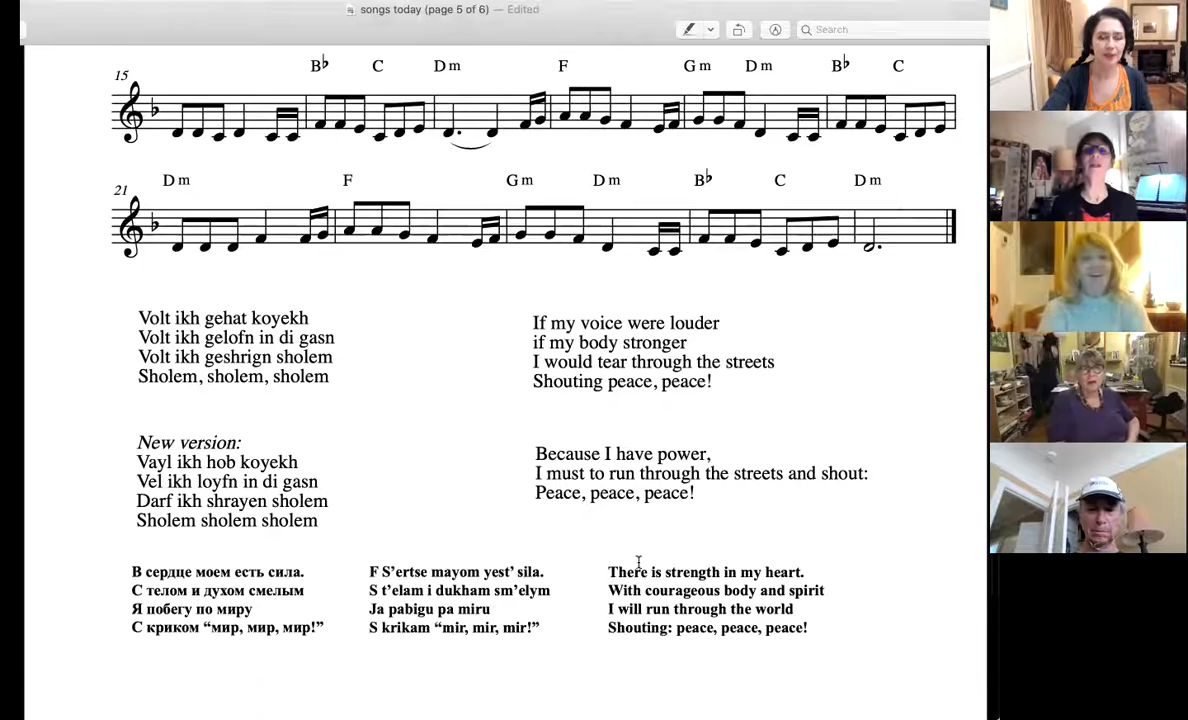 songs today (page 5 of 6) — Edited
Search
15
B♭ C Dm F Gm Dm B♭ C
21
Dm F Gm Dm B♭ C Dm
Volt ikh gehat koyekh
Volt ikh gelofn in di gasn
Volt ikh geshrign sholem
Sholem, sholem, sholem
If my voice were louder
if my body stronger
I would tear through the streets
Shouting peace, peace!
New version:
Vayl ikh hob koyekh
Vel ikh loyfn in di gasn
Darf ikh shrayen sholem
Sholem sholem sholem
Because I have power,
I must to run through the streets and shout:
Peace, peace, peace!
В сердце моем есть сила.
С телом и духом смелым
Я побегу по миру
С криком “мир, мир, мир!”
F S’ertse mayom yest’ sila.
S t’elam i dukham sm’elym
Ja pabigu pa miru
S krikam “mir, mir, mir!”
There is strength in my heart.
With courageous body and spirit
I will run through the world
Shouting: peace, peace, peace!